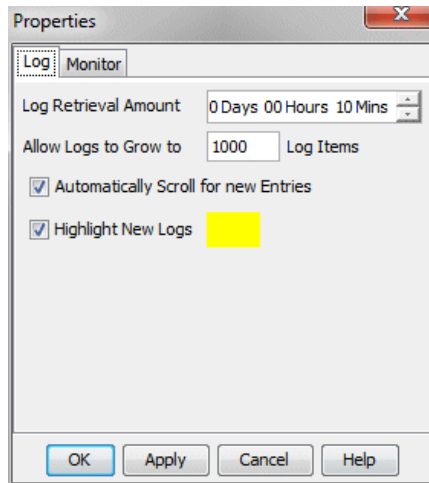 Properties
Log Monitor
Log Retrieval Amount 0 Days 00 Hours 10 Mins
Allow Logs to Grow to 1000 Log Items
Automatically Scroll for new Entries
Highlight New Logs
OK Apply Cancel Help